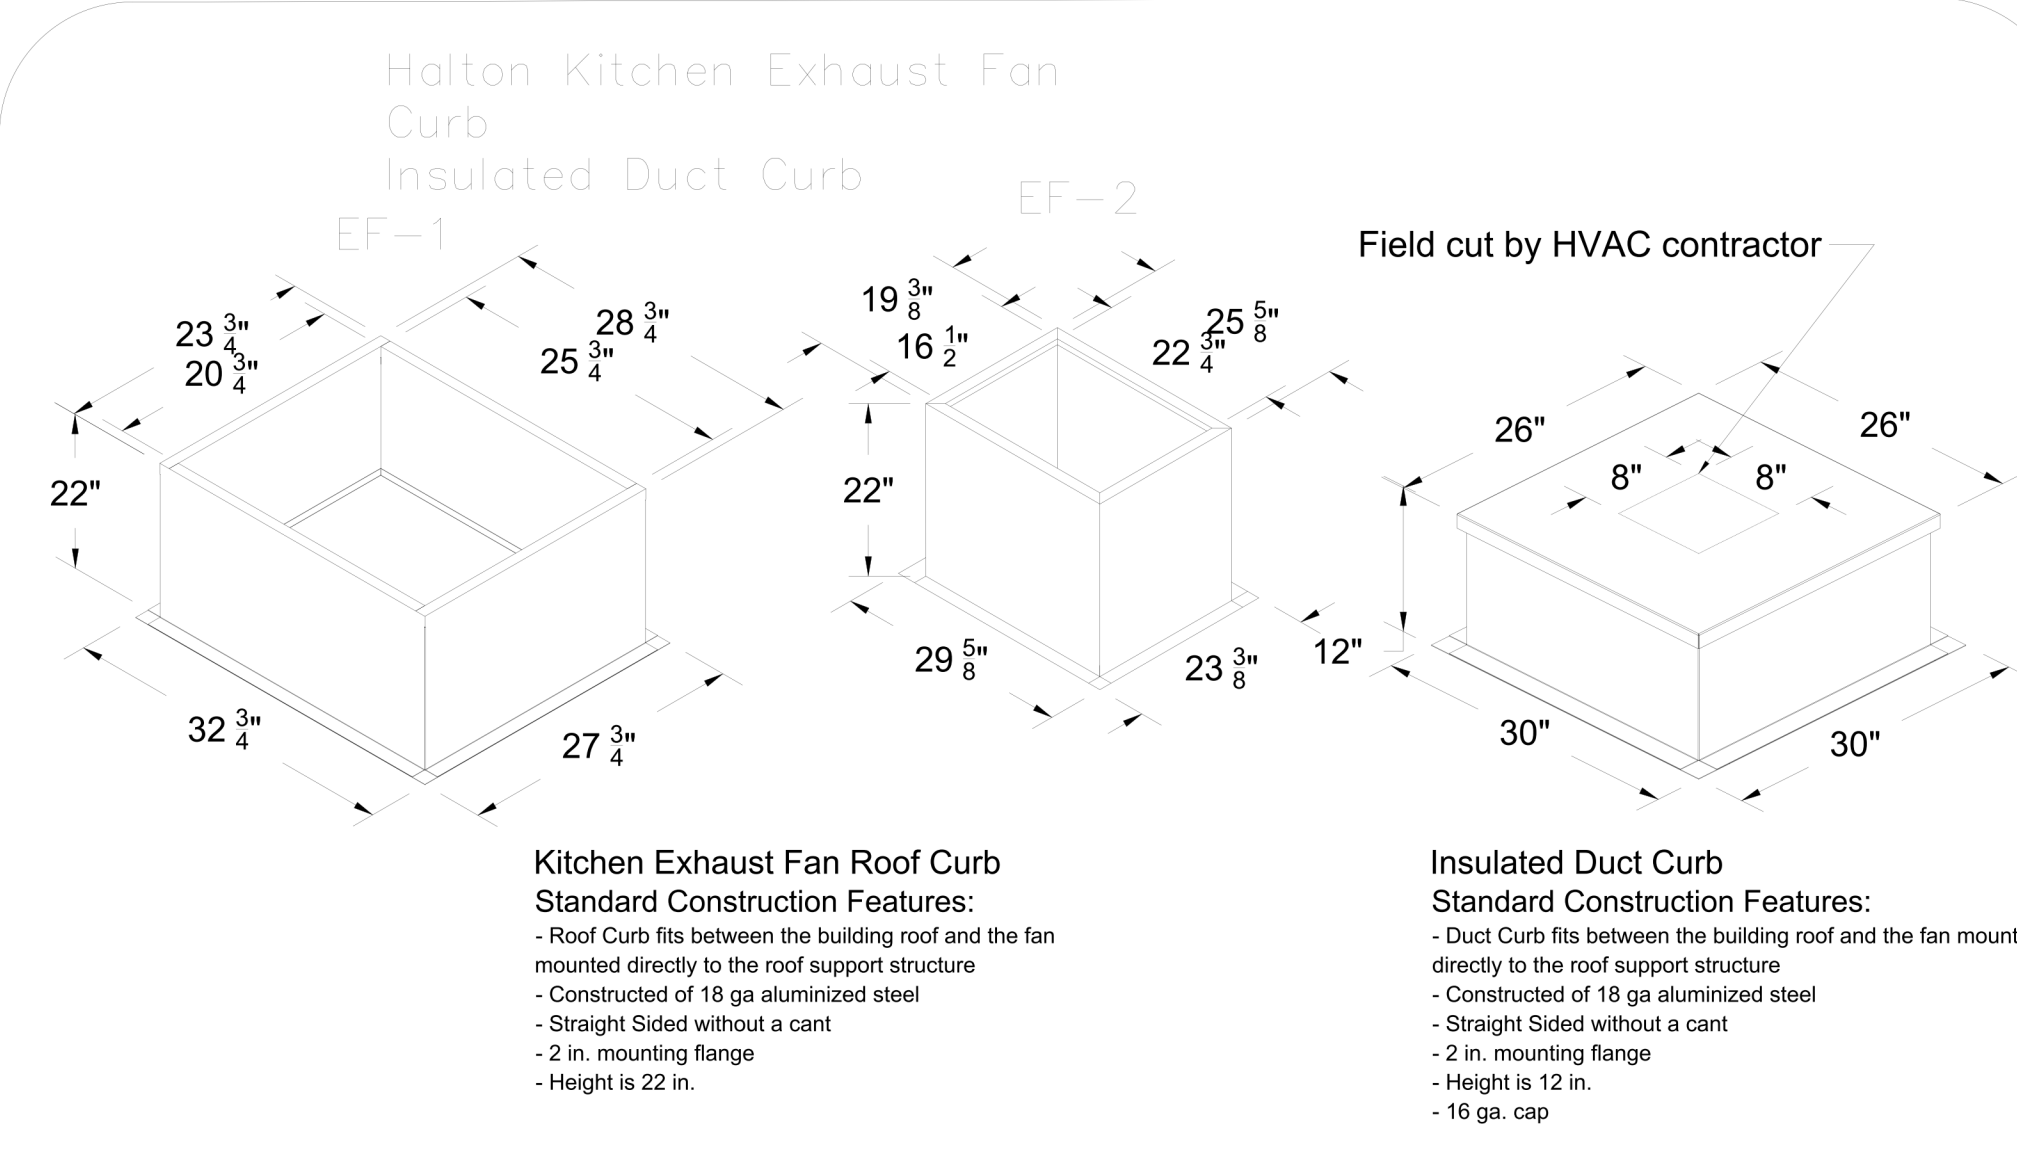 Halton Kitchen Exhaust Fan
Curb
Insulated Duct Curb
EF-1
EF-2
Field cut by HVAC contractor
23 3/4"
20 3/4"
28 3/4"
25 3/4"
22"
32 3/4"
27 3/4"
19 3/8"
16 1/2"
25 5/8"
22 3/4"
22"
29 5/8"
23 3/8"
26"
26"
8"
8"
12"
30"
30"
Kitchen Exhaust Fan Roof Curb
Standard Construction Features:
- Roof Curb fits between the building roof and the fan
mounted directly to the roof support structure
- Constructed of 18 ga aluminized steel
- Straight Sided without a cant
- 2 in. mounting flange
- Height is 22 in.
Insulated Duct Curb
Standard Construction Features:
- Duct Curb fits between the building roof and the fan mount
directly to the roof support structure
- Constructed of 18 ga aluminized steel
- Straight Sided without a cant
- 2 in. mounting flange
- Height is 12 in.
- 16 ga. cap